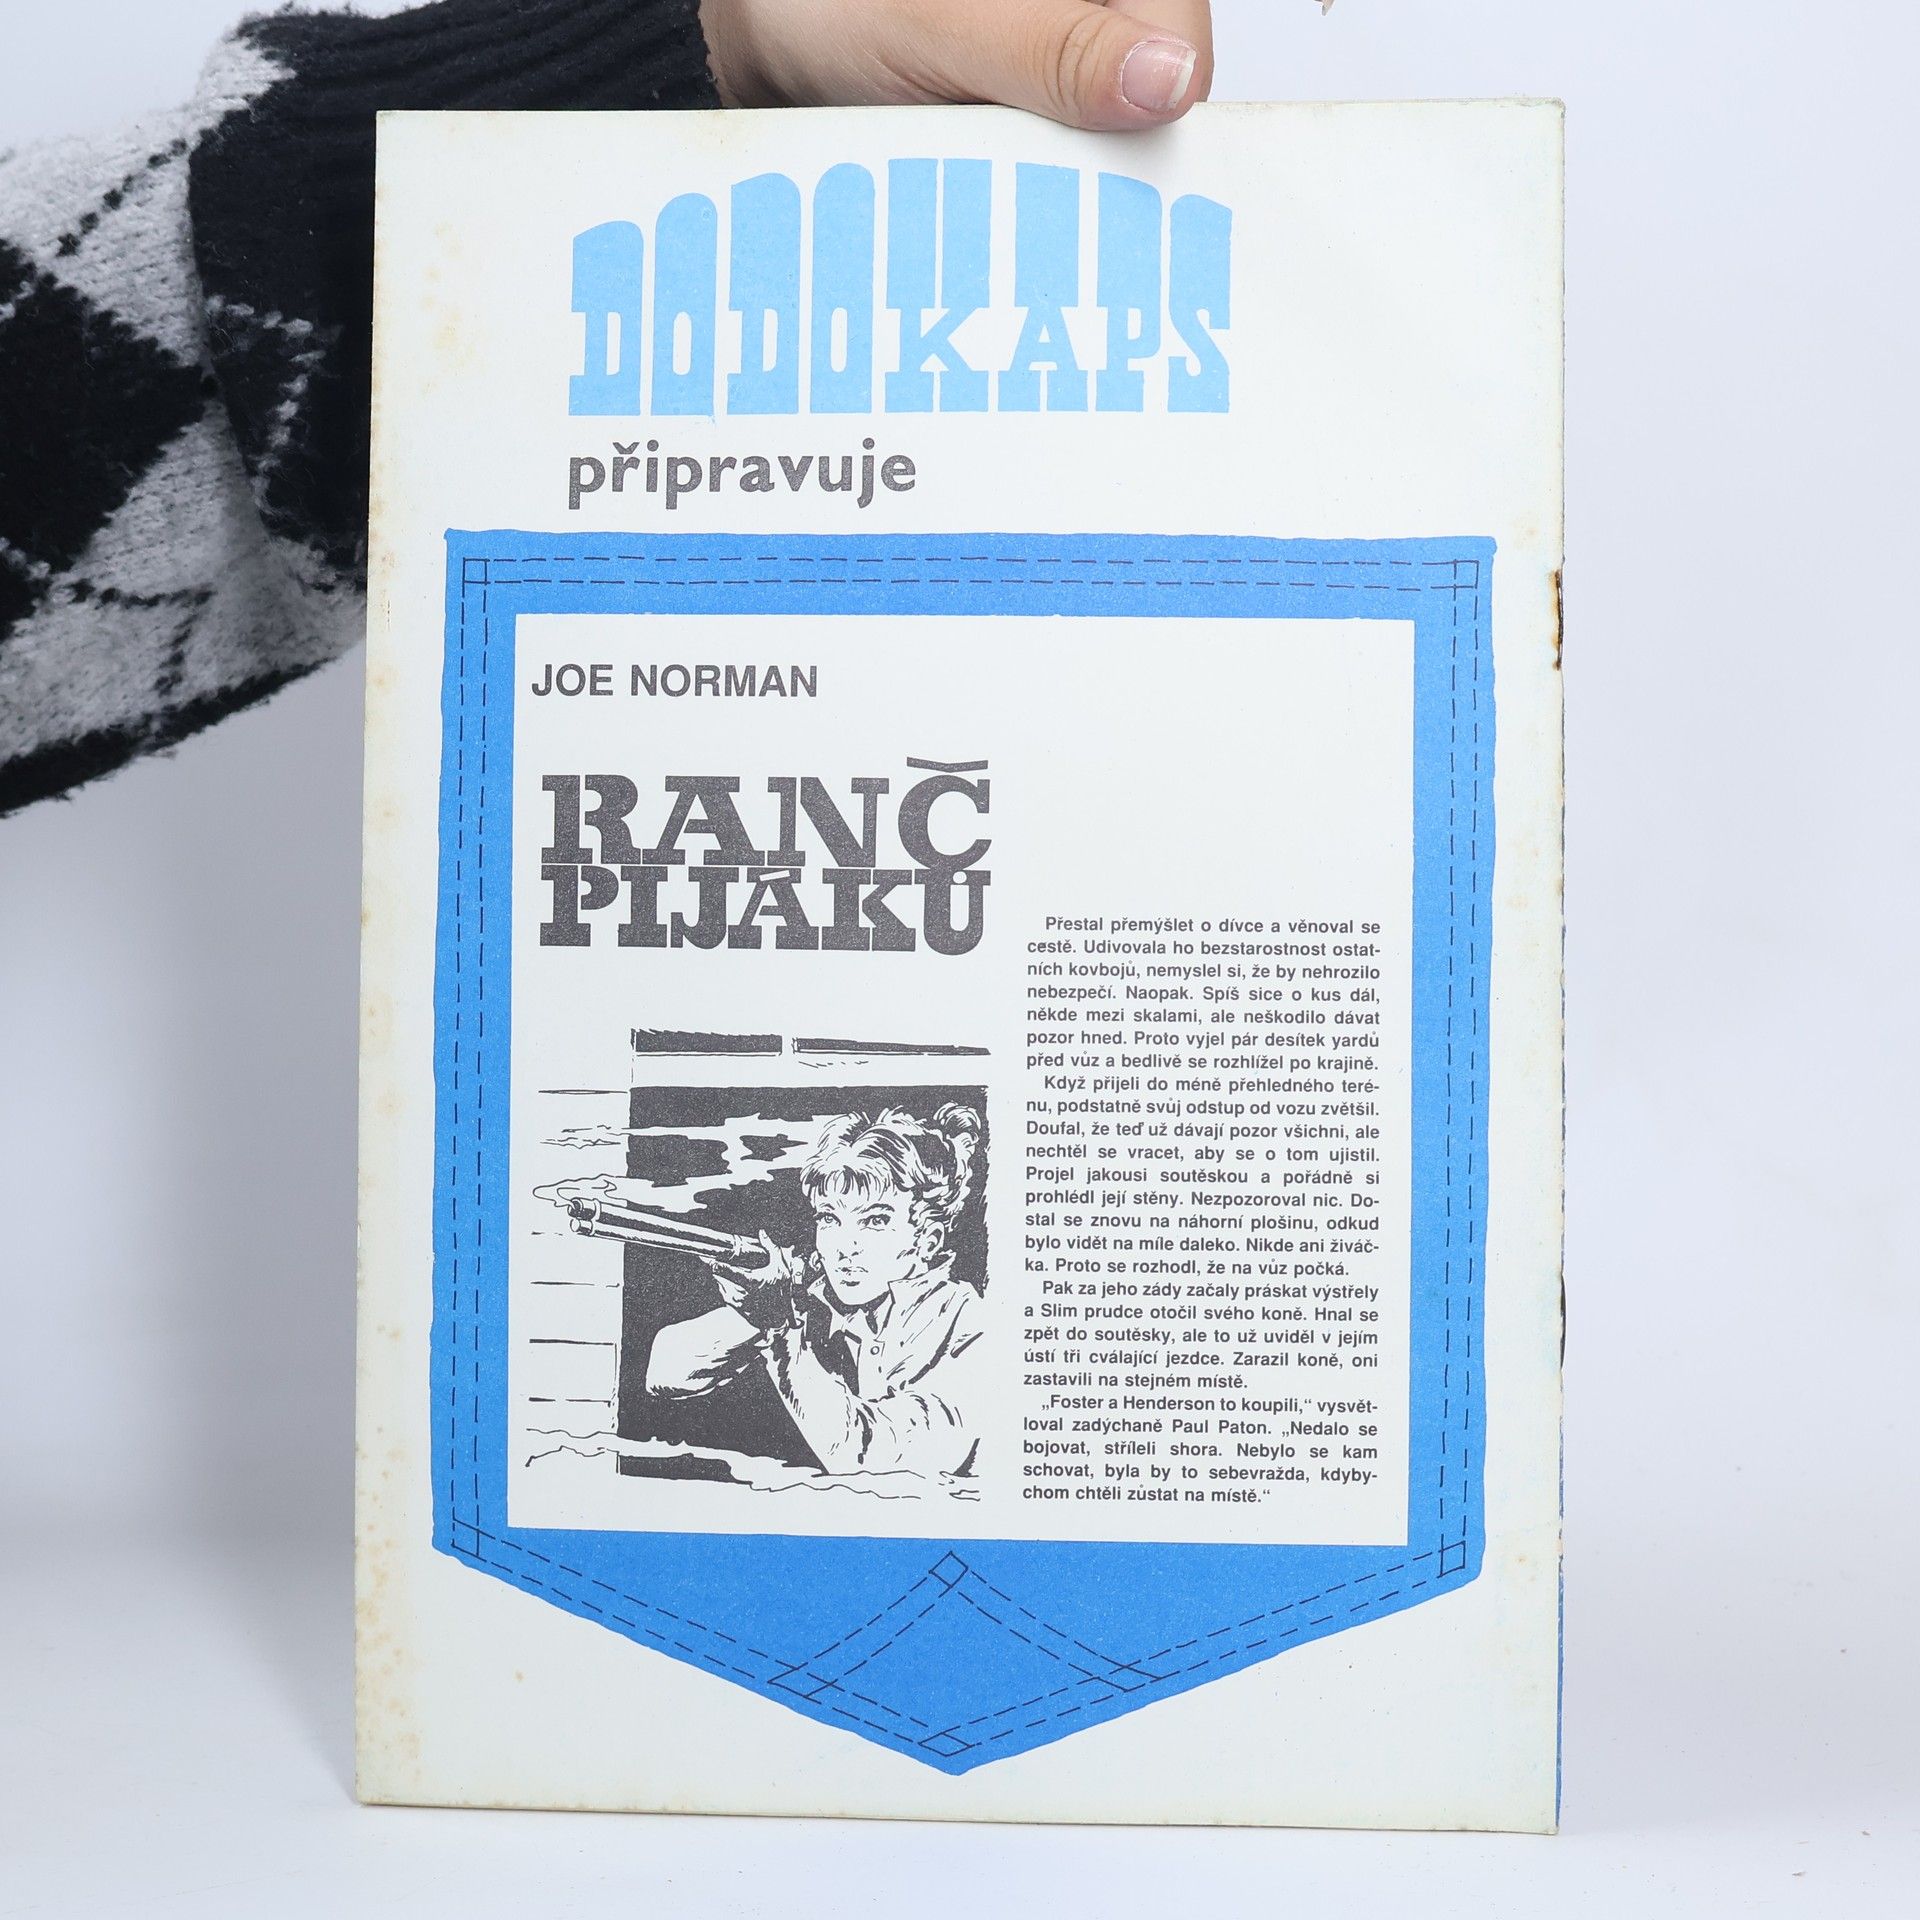 DODOKAPS
připravuje
JOE NORMAN
RANČ
PIJÁKŮ
Přestal přemýšlet o dívce a věnoval se
cestě. Udivovala ho bezstarostnost ostat-
ních kovbojů, nemyslel si, že by nehrozilo
nebezpečí. Naopak. Spíš sice o kus dál,
někde mezi skalami, ale neškodilo dávat
pozor hned. Proto vyjel pár desítek yardů
před vůz a bedlivě se rozhlížel po krajině.
Když přijeli do méně přehledného teré-
nu, podstatně svůj odstup od vozu zvětšil.
Doufal, že teď už dávají pozor všichni, ale
nechtěl se vracet, aby se o tom ujistil.
Projel jakousi soutěskou a pořádně si
prohlédl její stěny. Nezpozoroval nic. Do-
stal se znovu na náhorní plošinu, odkud
bylo vidět na míle daleko. Nikde ani živáč-
ka. Proto se rozhodl, že na vůz počká.
Pak za jeho zády začaly práskat výstřely
a Slim prudce otočil svého koně. Hnal se
zpět do soutěsky, ale to už uviděl v jejím
ústí tři cválající jezdce. Zarazil koně, oni
zastavili na stejném místě.
„Foster a Henderson to koupili,“ vysvět-
loval zadýchaně Paul Paton. „Nedalo se
bojovat, stříleli shora. Nebylo se kam
schovat, byla by to sebevražda, kdyby-
chom chtěli zůstat na místě.“